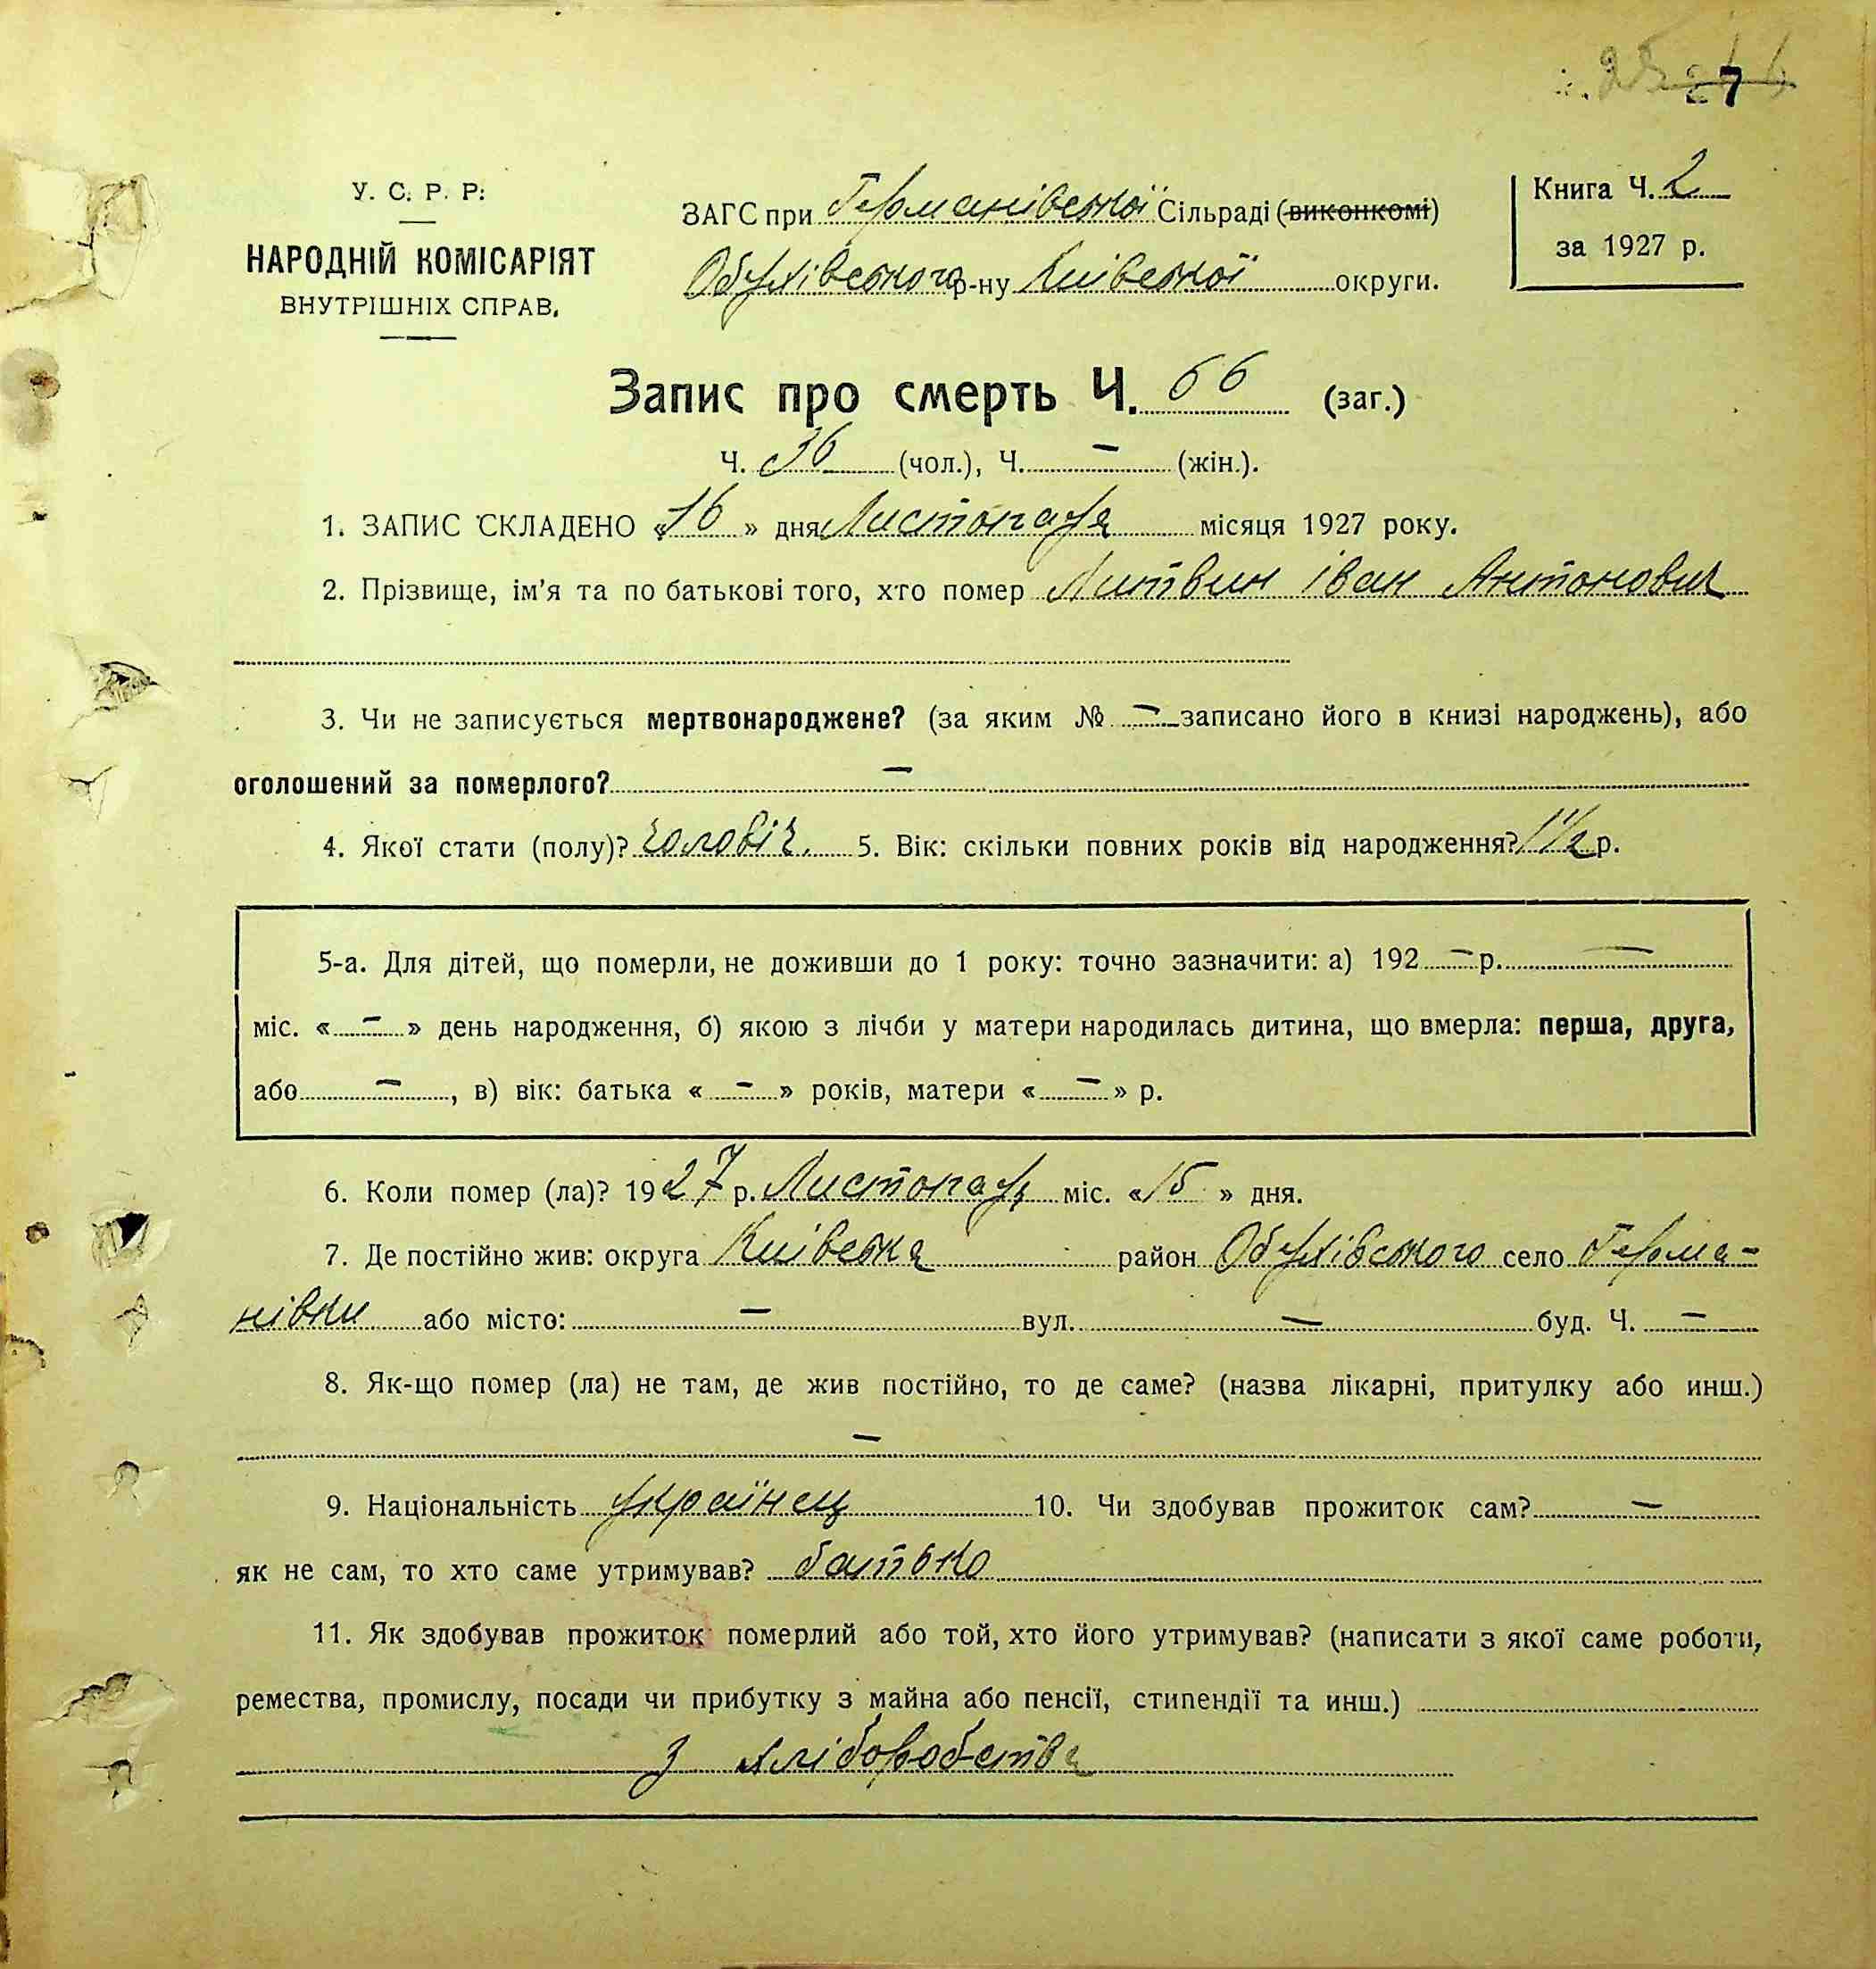 27
У. С. Р. Р.
НАРОДНІЙ КОМІСАРІЯТ
ВНУТРІШНІХ СПРАВ.
ЗАГС при Германівської Сільраді (виконкомі)
Обухівского р-ну Київської округи.
Книга Ч. 2
за 1927 р.
Запис про смерть Ч. 66 (заг.)
Ч. 36 (чол.), Ч. — (жін.).
1. ЗАПИС СКЛАДЕНО «16» дня Листопада місяця 1927 року.
2. Прізвище, ім'я та по батькові того, хто помер Литвин Іван Антонович
3. Чи не записується мертвонароджене? (за яким № — записано його в книзі народжень), або
оголошений за померлого? —
4. Якої стати (полу)? чоловіч. 5. Вік: скільки повних років від народження? 1 1/2 р.
5-а. Для дітей, що померли, не доживши до 1 року: точно зазначити: а) 192 — р. —
міс. « — » день народження, б) якою з лічби у матери народилась дитина, що вмерла: перша, друга,
або —, в) вік: батька « — » років, матери « — » р.
6. Коли помер (ла)? 1927 р. Листопада міс. «15» дня.
7. Де постійно жив: округа Київська район Обухівського село Герма-
нівки або місто: — вул. — буд. Ч. —
8. Як-що помер (ла) не там, де жив постійно, то де саме? (назва лікарні, притулку або инш.)
—
9. Національність українец 10. Чи здобував прожиток сам? —
як не сам, то хто саме утримував? батько
11. Як здобував прожиток померлий або той, хто його утримував? (написати з якої саме роботи,
ремества, промислу, посади чи прибутку з майна або пенсії, стипендії та инш.)
з хліборобства